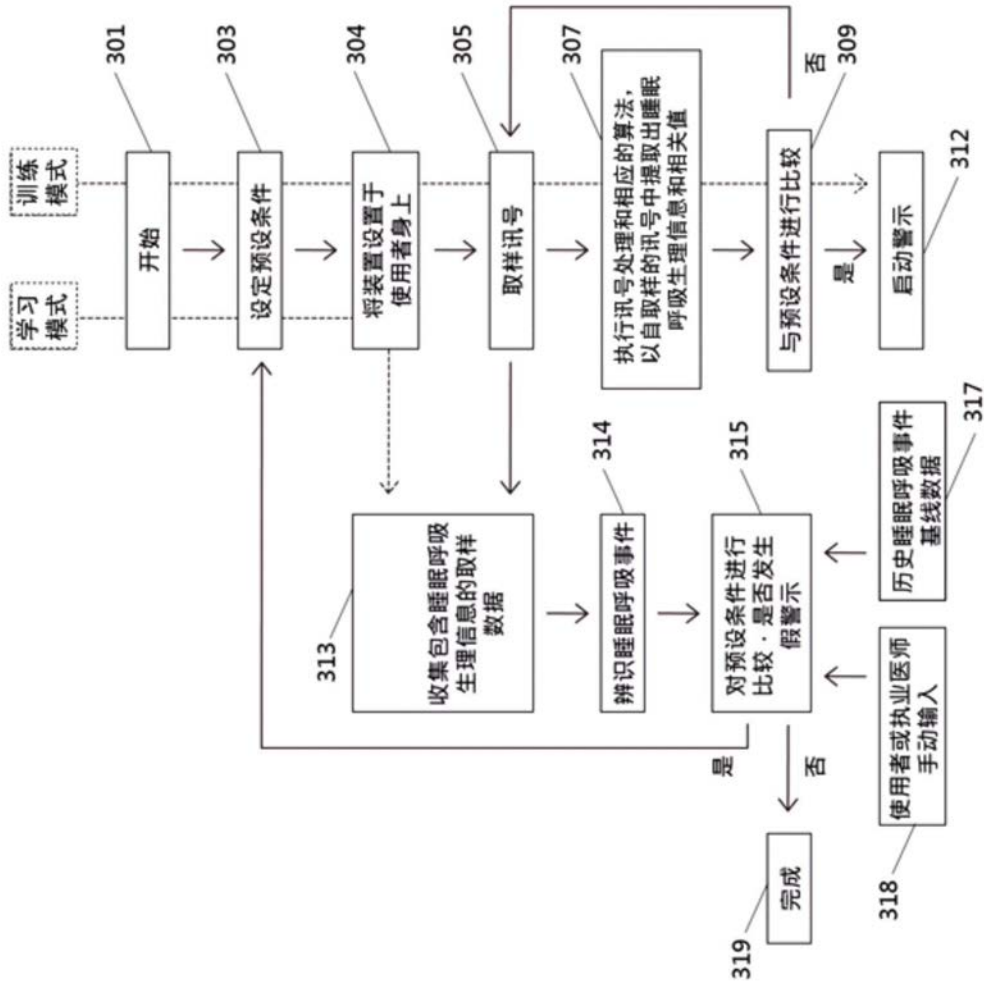 学习
模式
训练
模式
开始
301
设定预设条件
303
将装置设置于
使用者身上
304
取样讯号
305
执行讯号处理和相应的算法，
以自取样的讯号中提取出睡眠
呼吸生理信息和相关值
307
与预设条件进行比较
309
否
是
启动警示
312
313
收集包含睡眠呼吸
生理信息的取样
数据
辨识睡眠呼吸事件
314
对预设条件进行
比较·是否发生
假警示
315
是
否
历史睡眠呼吸事件
基线数据
317
使用者或执业医师
手动输入
318
完成
319